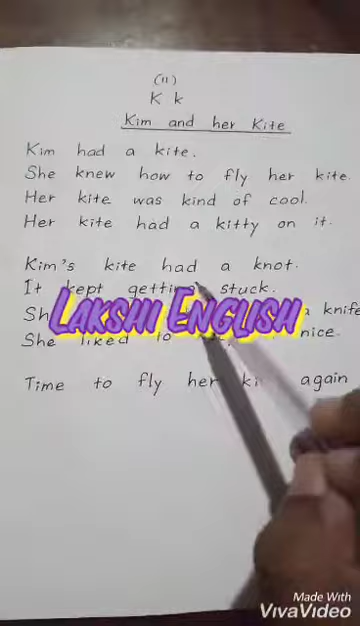 (11)
K k
Kim and her Kite
Kim had a kite.
She knew how to fly her kite.
Her kite was kind of cool.
Her kite had a kitty on it.
Kim's kite had a knot.
It kept getting stuck.
a knife
She liked to nice.
Time to fly her again
LAKSHI ENGLISH
Made With
VivaVideo